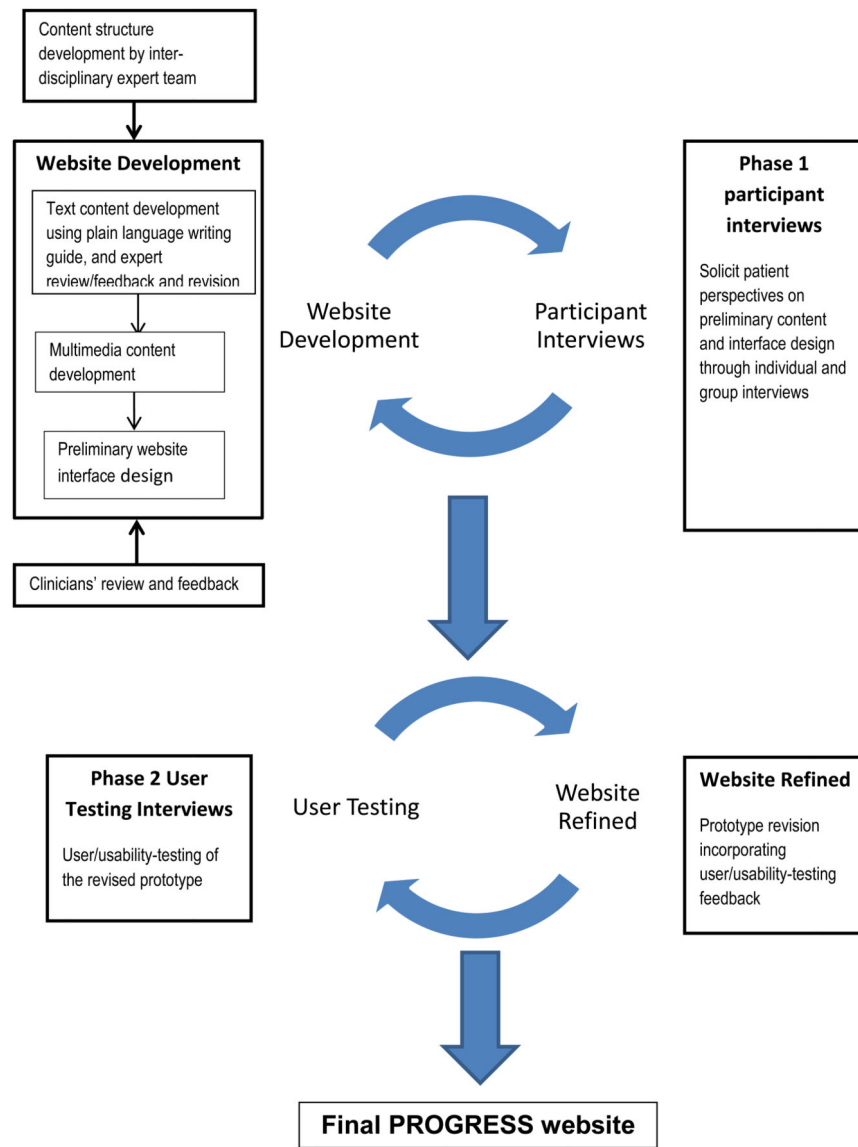 Content structure
development by inter-
disciplinary expert team
Website Development
Text content development
using plain language writing
guide, and expert
review/feedback and revision
Multimedia content
development
Preliminary website
interface design
Clinicians’ review and feedback
Website
Development
Participant
Interviews
Phase 1
participant
interviews
Solicit patient
perspectives on
preliminary content
and interface design
through individual and
group interviews
Phase 2 User
Testing Interviews
User/usability-testing of
the revised prototype
User Testing
Website
Refined
Website Refined
Prototype revision
incorporating
user/usability-testing
feedback
Final PROGRESS website